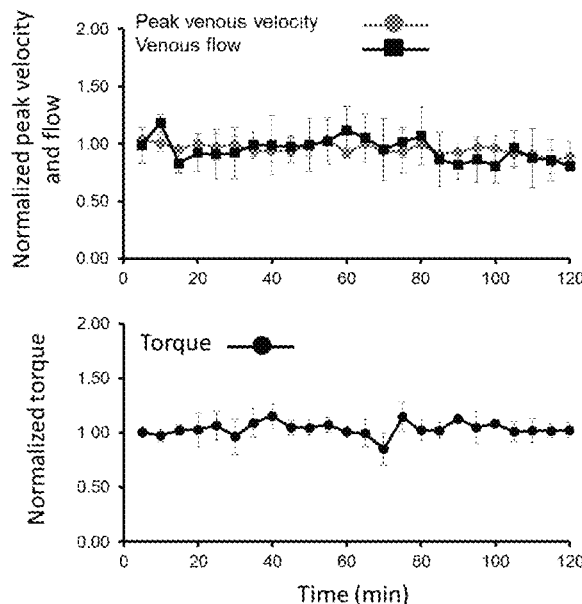 Peak venous velocity
Venous flow
Normalized peak velocity
and flow
2.00
1.50
1.00
0.50
0.00
0 20 40 60 80 100 120
Torque
Normalized torque
2.00
1.50
1.00
0.50
0.00
0 20 40 60 80 100 120
Time (min)